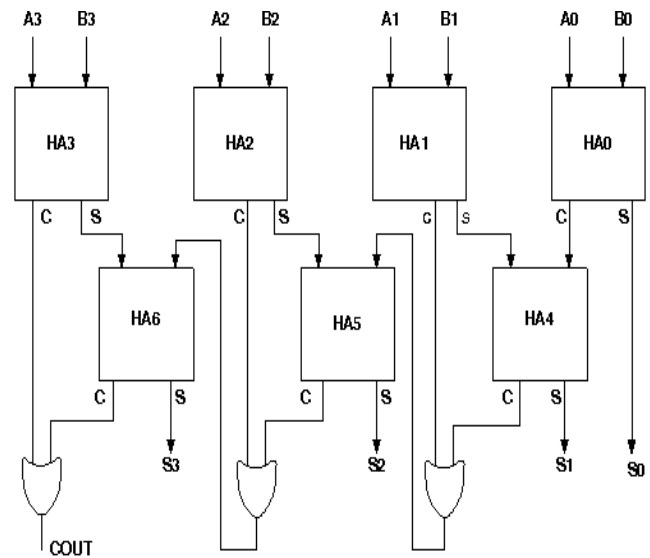 A3 B3 A2 B2 A1 B1 A0 B0
HA3 HA2 HA1 HA0
C S C S C S C S
HA6 HA5 HA4
C S C S C S
S3 S2 S1 S0
COUT